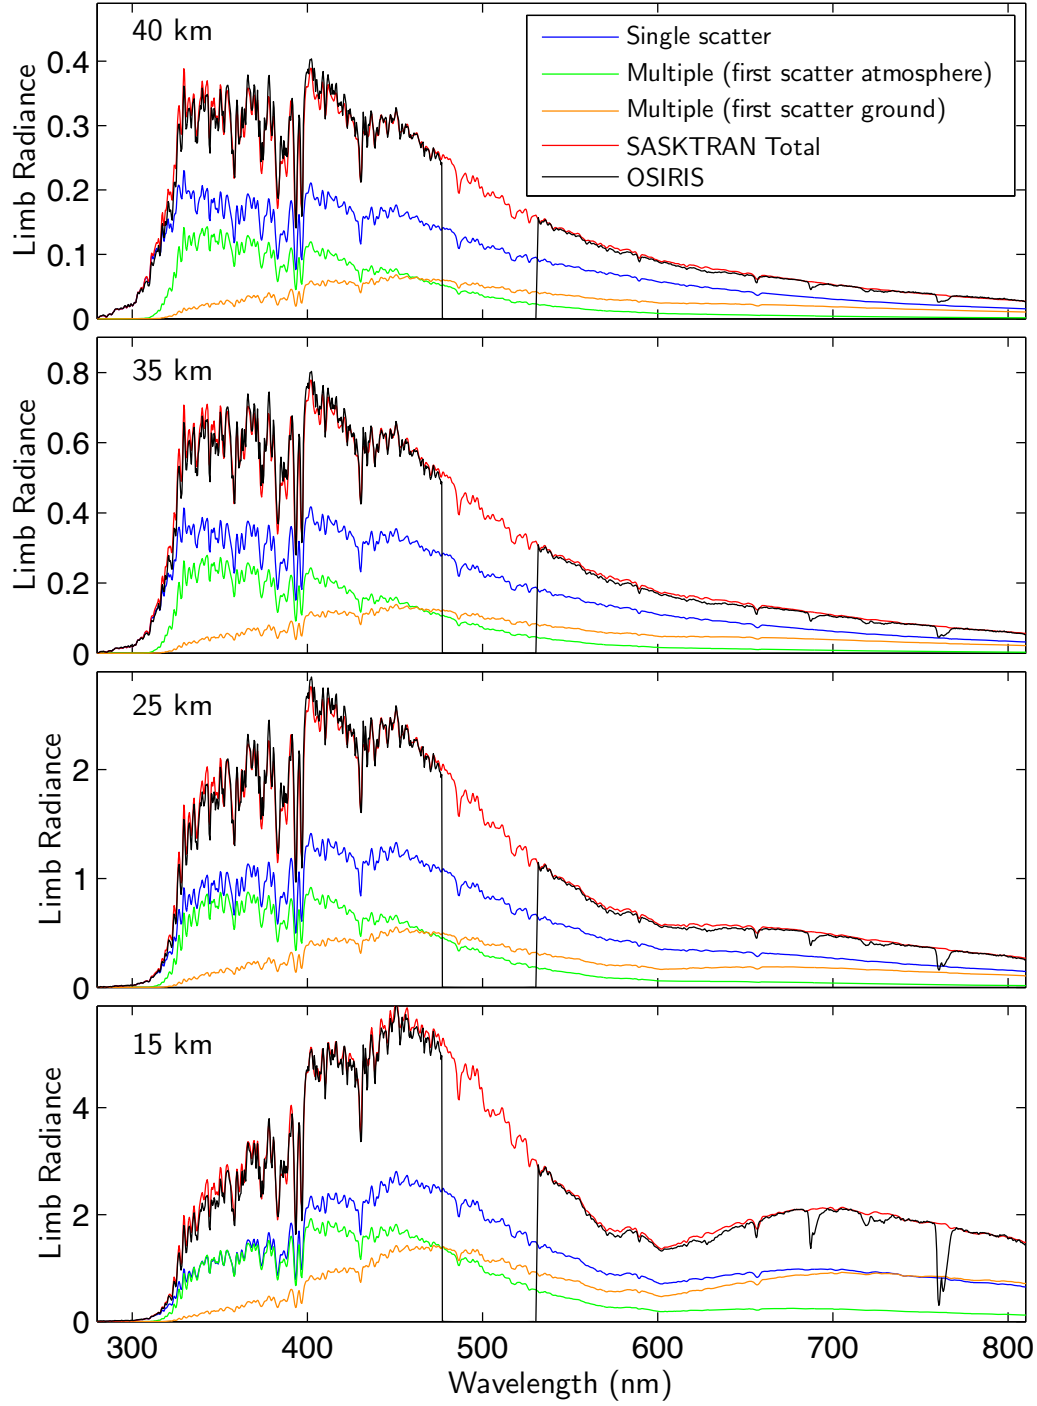 40 km
Single scatter
Multiple (first scatter atmosphere)
Multiple (first scatter ground)
SASKTRAN Total
OSIRIS
Limb Radiance
0.4
0.3
0.2
0.1
0
35 km
Limb Radiance
0.8
0.6
0.4
0.2
0
25 km
Limb Radiance
2
1
0
15 km
Limb Radiance
4
2
0
300 400 500 600 700 800
Wavelength (nm)